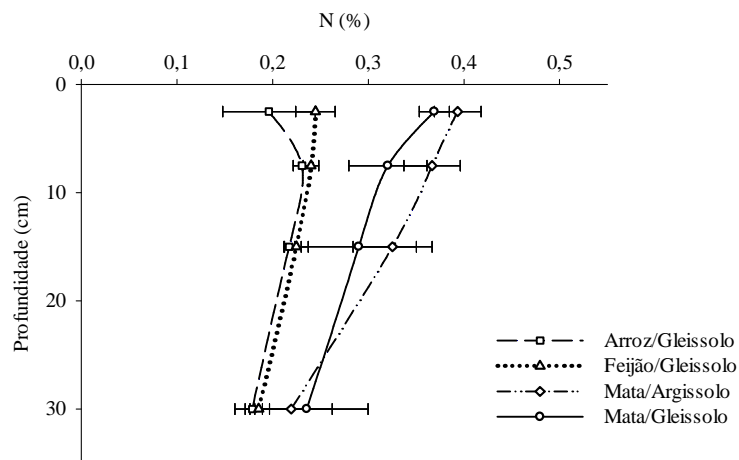 N (%)
0,0 0,1 0,2 0,3 0,4 0,5
0
10
20
30
Profundidade (cm)
Arroz/Gleissolo
Feijão/Gleissolo
Mata/Argissolo
Mata/Gleissolo